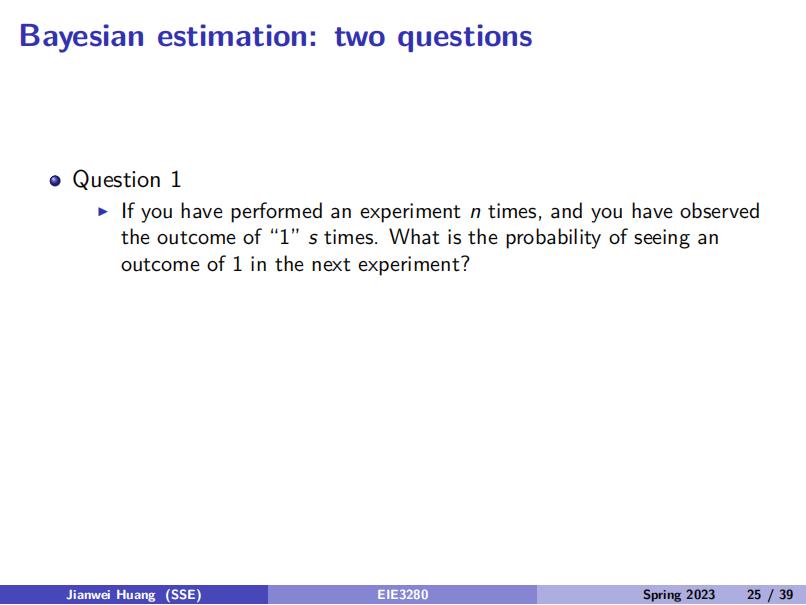 Bayesian estimation: two questions
Question 1
If you have performed an experiment n times, and you have observed
the outcome of “1” s times. What is the probability of seeing an
outcome of 1 in the next experiment?
Jianwei Huang (SSE) EIE3280 Spring 2023 25 / 39